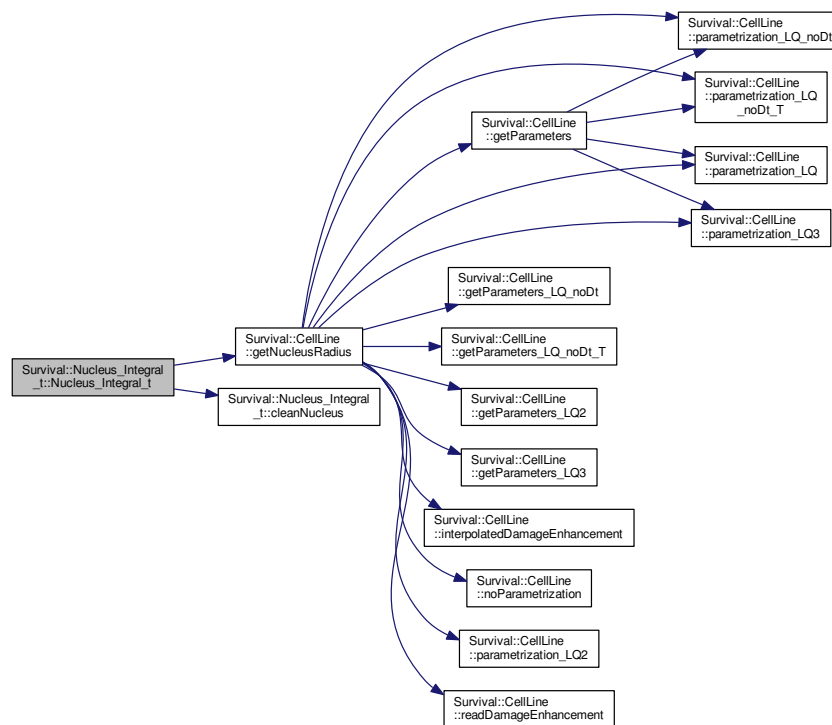 Survival::CellLine
::parametrization_LQ_noDt
Survival::CellLine
::parametrization_LQ
_noDt_T
Survival::CellLine
::getParameters
Survival::CellLine
::parametrization_LQ
Survival::CellLine
::parametrization_LQ3
Survival::CellLine
::getParameters_LQ_noDt
Survival::CellLine
::getNucleusRadius
Survival::CellLine
::getParameters_LQ_noDt_T
Survival::Nucleus_Integral
_t::Nucleus_Integral_t
Survival::Nucleus_Integral
_t::cleanNucleus
Survival::CellLine
::getParameters_LQ2
Survival::CellLine
::getParameters_LQ3
Survival::CellLine
::interpolatedDamageEnhancement
Survival::CellLine
::noParametrization
Survival::CellLine
::parametrization_LQ2
Survival::CellLine
::readDamageEnhancement